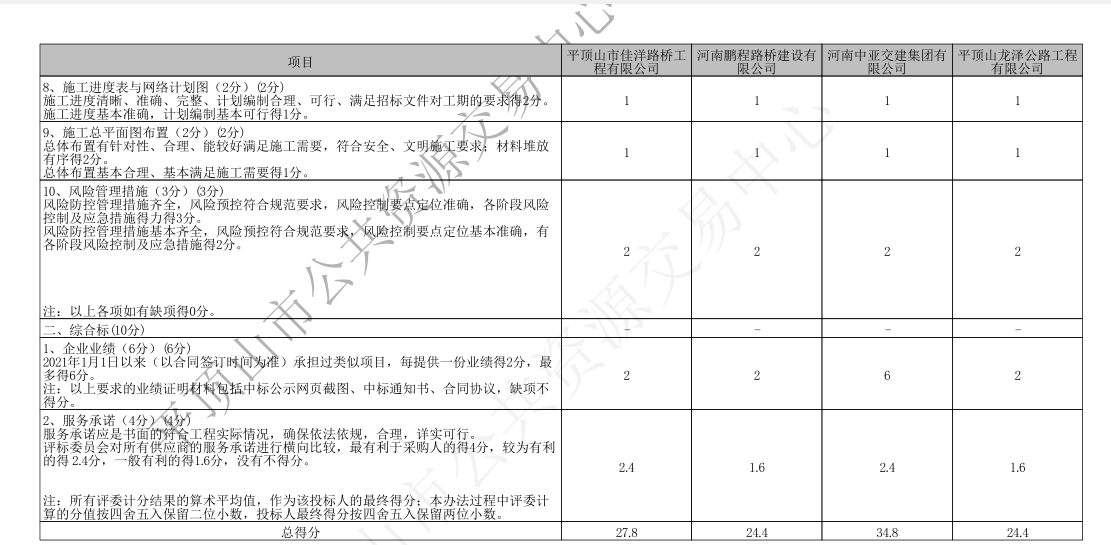 项目
平顶山市佳洋路桥工
程有限公司
河南鹏程路桥建设有
限公司
河南中亚交建集团有
限公司
平顶山龙泽公路工程
有限公司
8、施工进度表与网络计划图（2分）(2分)
施工进度清晰、准确、完整、计划编制合理、可行、满足招标文件对工期的要求得2分。
施工进度基本准确，计划编制基本可行得1分。
1
1
1
1
9、施工总平面图布置（2分）(2分)
总体布置有针对性、合理、能较好满足施工需要，符合安全、文明施工要求；材料堆放
有序得2分。
总体布置基本合理、基本满足施工需要得1分。
1
1
1
1
10、风险管理措施（3分）(3分)
风险防控管理措施齐全，风险预控符合规范要求，风险控制要点定位准确，各阶段风险
控制及应急措施得力得3分。
风险防控管理措施基本齐全，风险预控符合规范要求，风险控制要点定位基本准确，有
各阶段风险控制及应急措施得2分。
注：以上各项如有缺项得0分。
2
2
2
2
二、综合标(10分)
–
–
–
–
1、企业业绩（6分）(6分)
2021年1月1日以来（以合同签订时间为准）承担过类似项目，每提供一份业绩得2分，最
多得6分。
注：以上要求的业绩证明材料包括中标公示网页截图、中标通知书、合同协议，缺项不
得分。
2
2
6
2
2、服务承诺（4分）(4分)
服务承诺应是书面的符合工程实际情况，确保依法依规，合理，详实可行。
评标委员会对所有供应商的服务承诺进行横向比较，最有利于采购人的得4分，较为有利
的得 2.4分，一般有利的得1.6分，没有不得分。
注：所有评委计分结果的算术平均值，作为该投标人的最终得分；本办法过程中评委计
算的分值按四舍五入保留二位小数，投标人最终得分按四舍五入保留两位小数。
2.4
1.6
2.4
1.6
总得分
27.8
24.4
34.8
24.4
平顶山市公共资源交易中心
山市公共资源交易中心